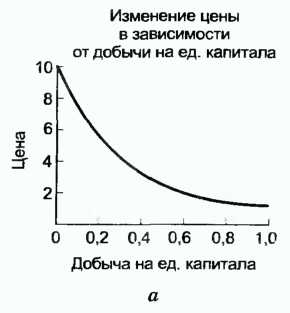 Изменение цены
в зависимости
от добычи на ед. капитала
Цена
10
8
6
4
2
0 0,2 0,4 0,6 0,8 1,0
Добыча на ед. капитала
а